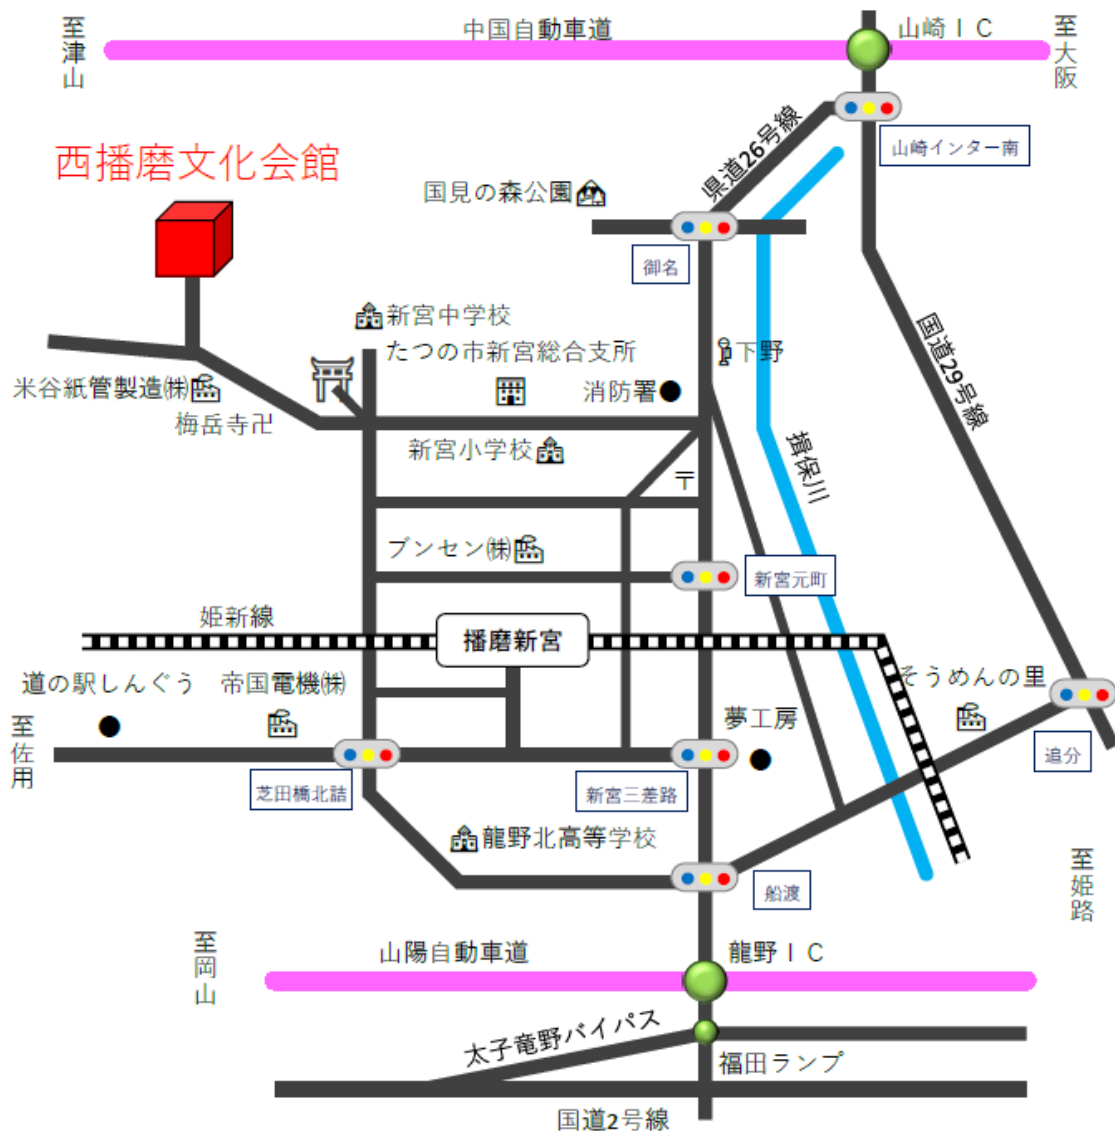 中国自動車道
山崎IC
至津山
至大阪
山崎インター南
県道26号線
西播磨文化会館
国見の森公園
御名
新宮中学校
たつの市新宮総合支所
下野
国道29号線
米谷紙管製造㈱
消防署
梅岳寺卍
新宮小学校
揖保川
〒
ブンセン㈱
新宮元町
姫新線
播磨新宮
道の駅しんぐう
帝国電機㈱
そうめんの里
至佐用
夢工房
追分
芝田橋北詰
新宮三差路
龍野北高等学校
船渡
至姫路
至岡山
山陽自動車道
龍野IC
太子竜野バイパス
福田ランプ
国道2号線